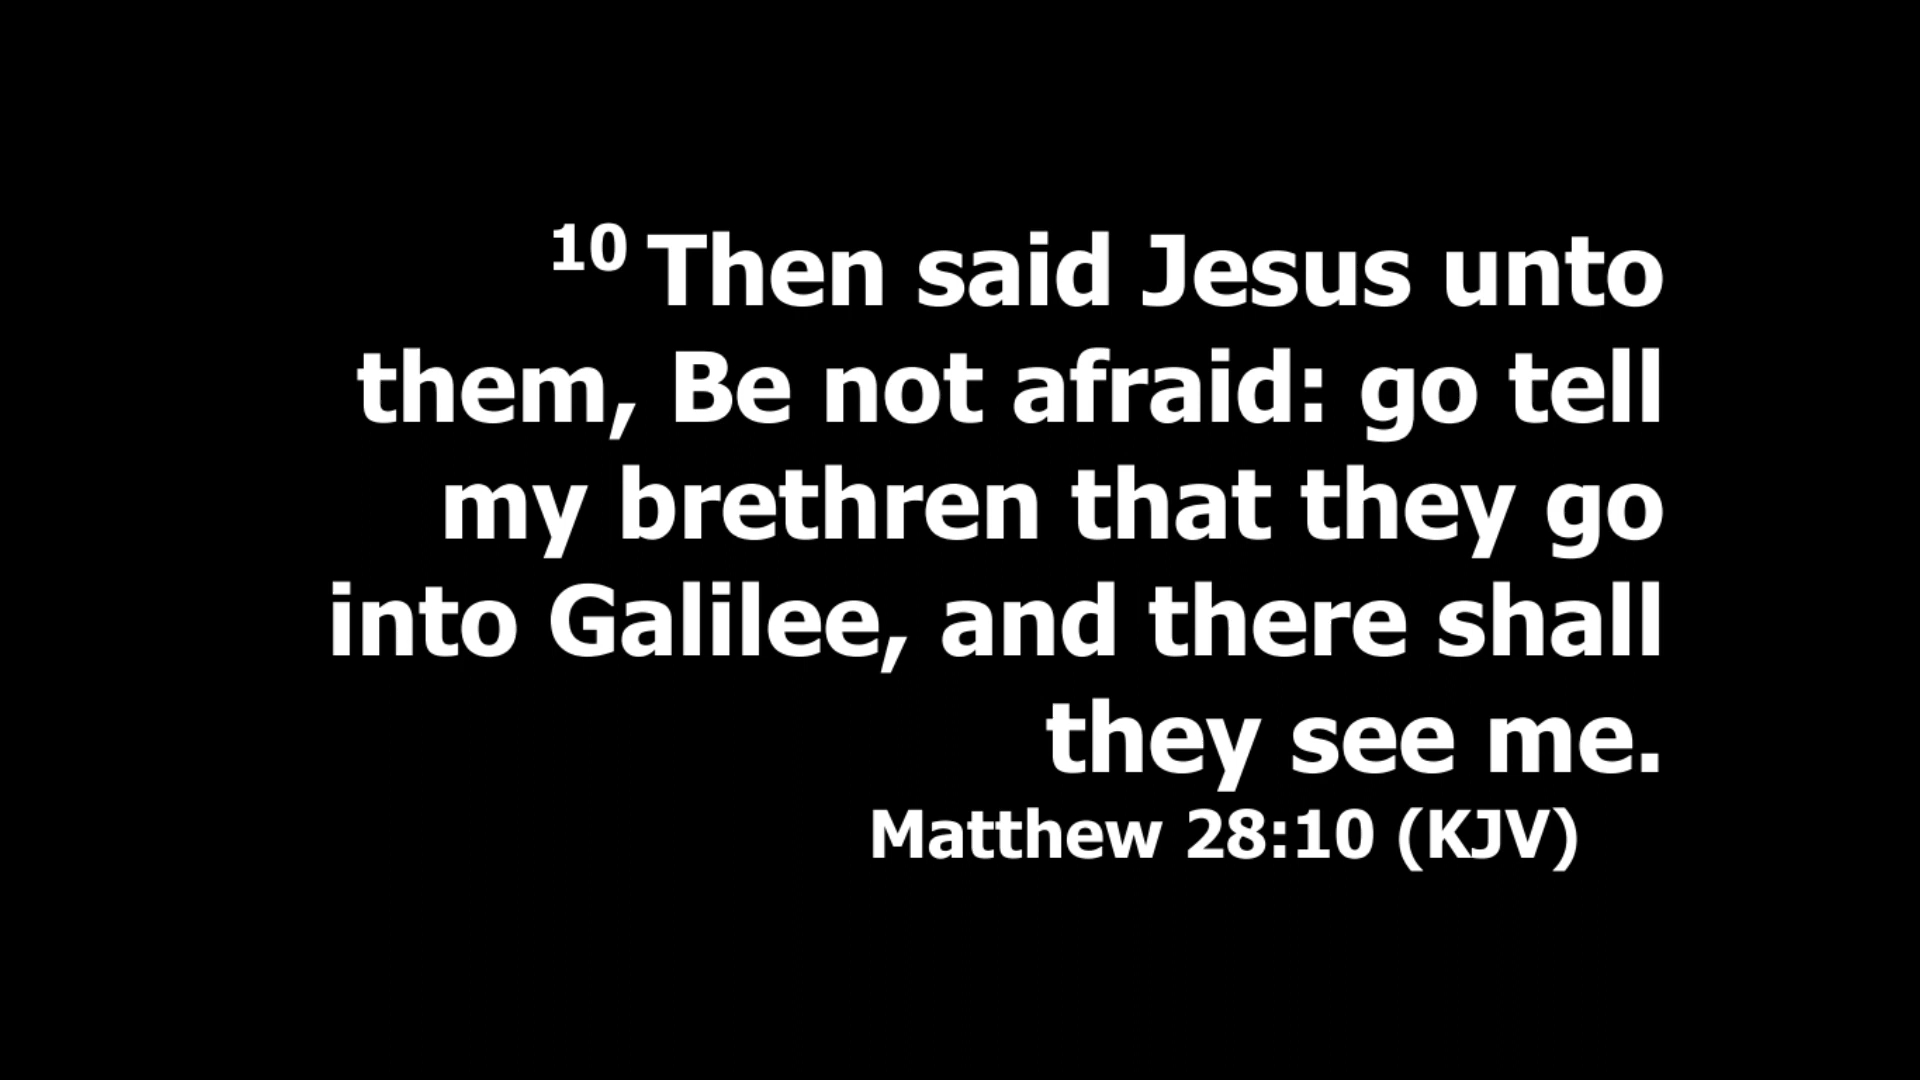 10 Then said Jesus unto
them, Be not afraid: go tell
my brethren that they go
into Galilee, and there shall
they see me.
Matthew 28:10 (KJV)